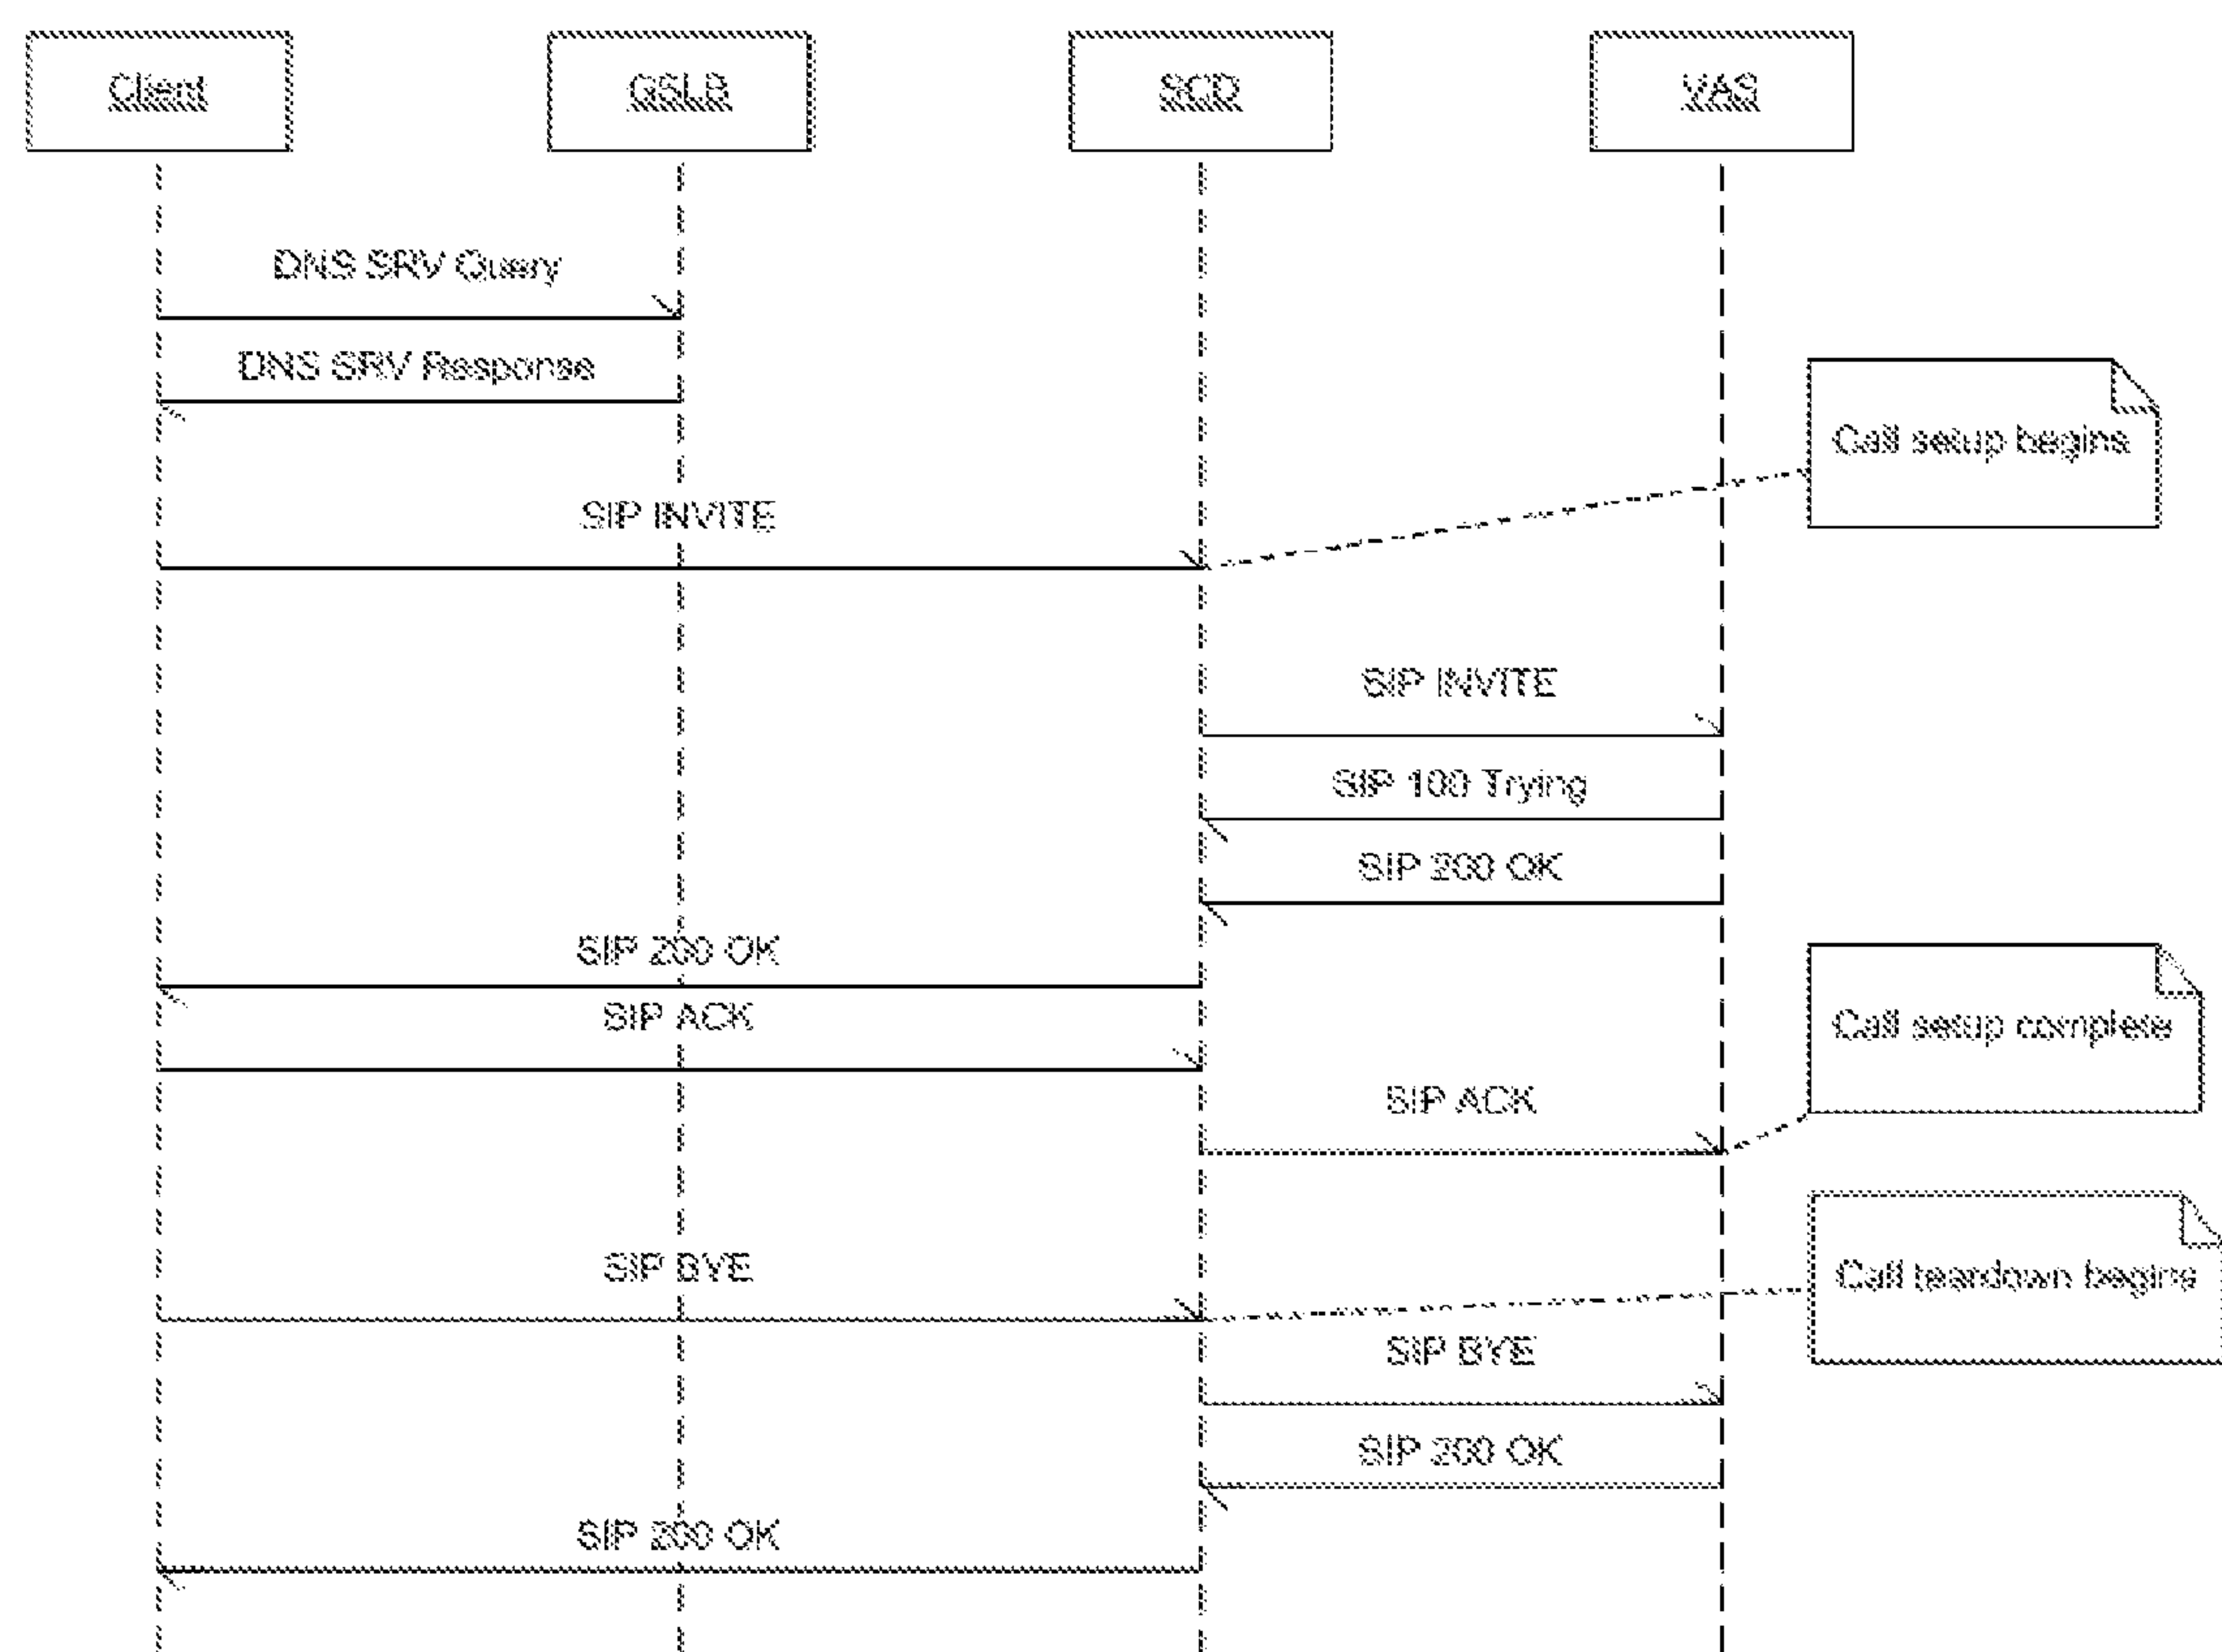 Client
GSLB
SCD
VAS
DNS SRV Query
DNS SRV Response
Call setup begins
SIP INVITE
SIP INVITE
SIP 100 Trying
SIP 200 OK
SIP 200 OK
SIP ACK
Call setup complete
SIP ACK
SIP BYE
Call teardown begins
SIP BYE
SIP 200 OK
SIP 200 OK